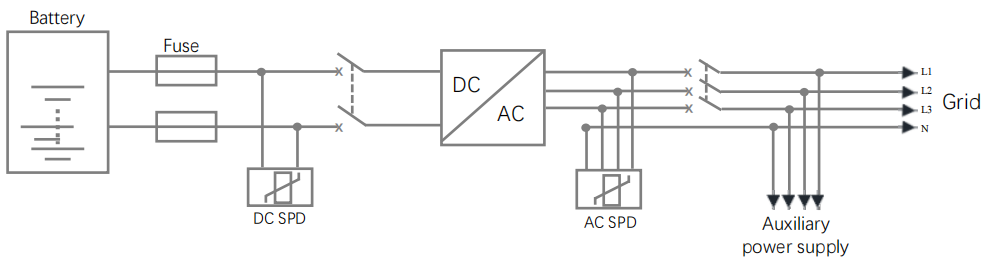 Battery
Fuse
DC
AC
DC SPD
AC SPD
L1
L2
L3
N
Grid
Auxiliary
power supply